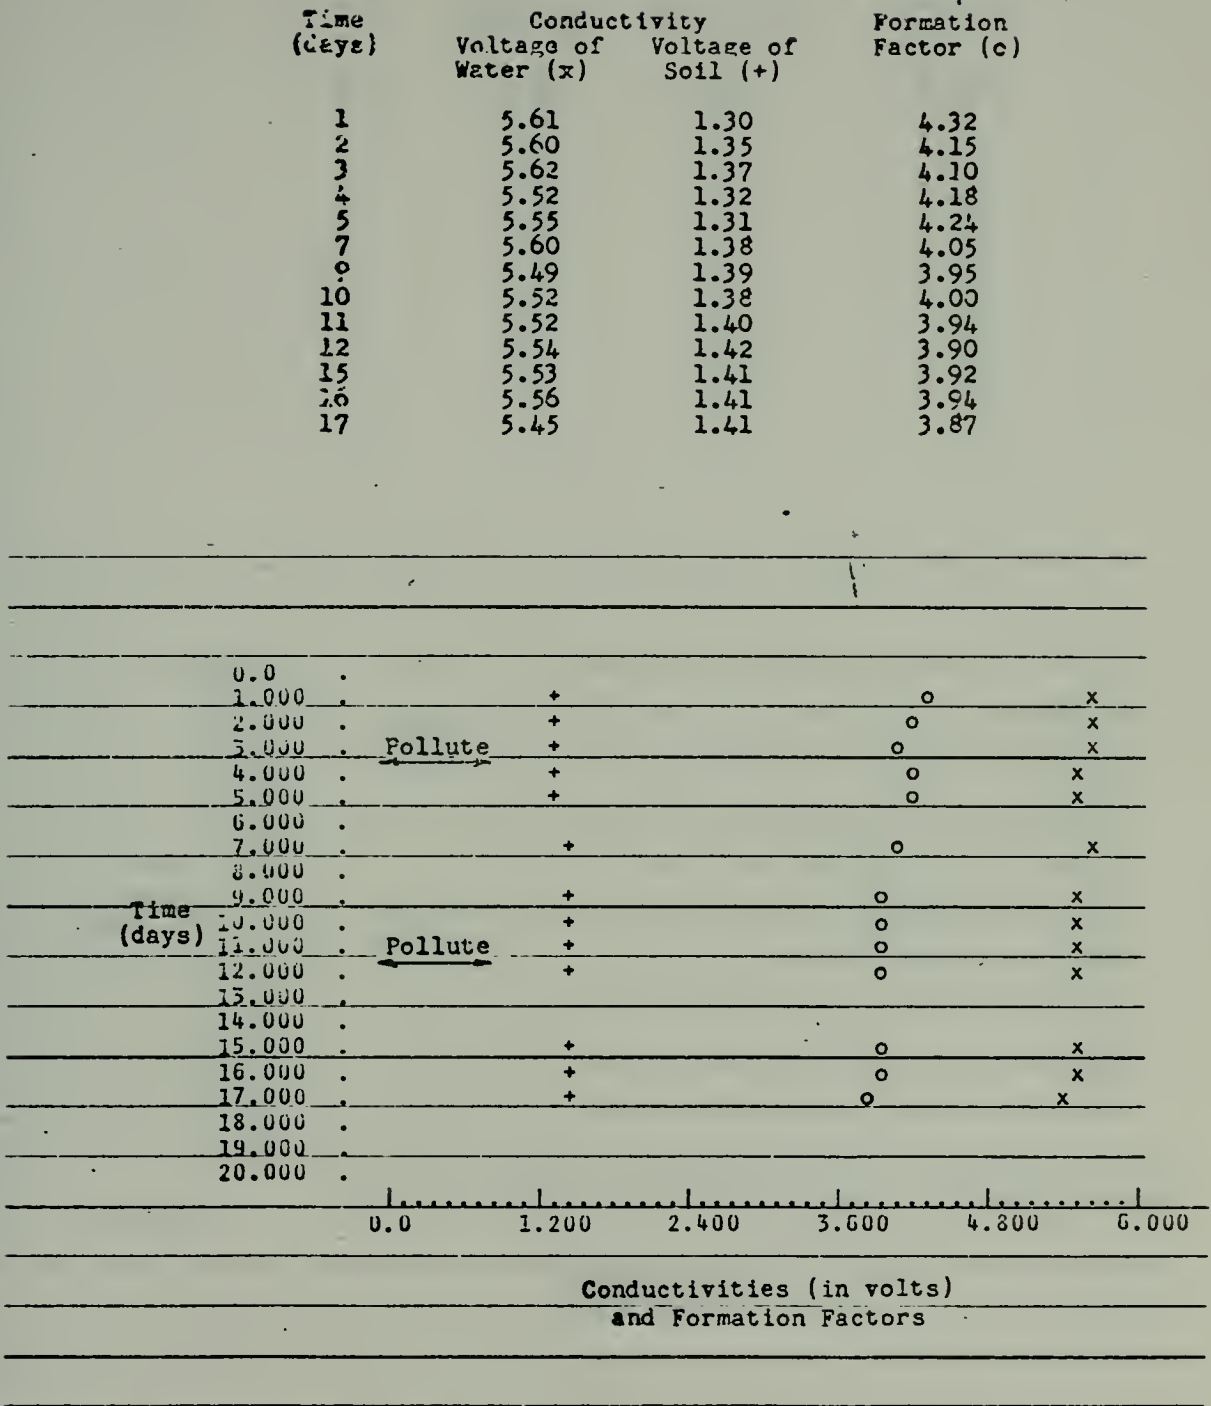 Time Conductivity Formation
(days) Voltage of Voltage of Factor (c)
Water (x) Soil (+)
1 5.61 1.30 4.32
2 5.60 1.35 4.15
3 5.62 1.37 4.10
4 5.52 1.32 4.18
5 5.55 1.31 4.24
7 5.60 1.38 4.05
9 5.49 1.39 3.95
10 5.52 1.38 4.00
11 5.52 1.40 3.94
12 5.54 1.42 3.90
15 5.53 1.41 3.92
16 5.56 1.41 3.94
17 5.45 1.41 3.87
0.0 .
1.000 . + o x
2.000 . + o x
3.000 . Pollute + o x
4.000 . + o x
5.000 . + o x
6.000 .
7.000 . + o x
8.000 .
9.000 . + o x
Time
(days)
10.000 . + o x
11.000 . Pollute + o x
12.000 . + o x
13.000 .
14.000 .
15.000 . + o x
16.000 . + o x
17.000 . + o x
18.000 .
19.000 .
20.000 .
0.0 1.200 2.400 3.600 4.800 6.000
Conductivities (in volts)
and Formation Factors